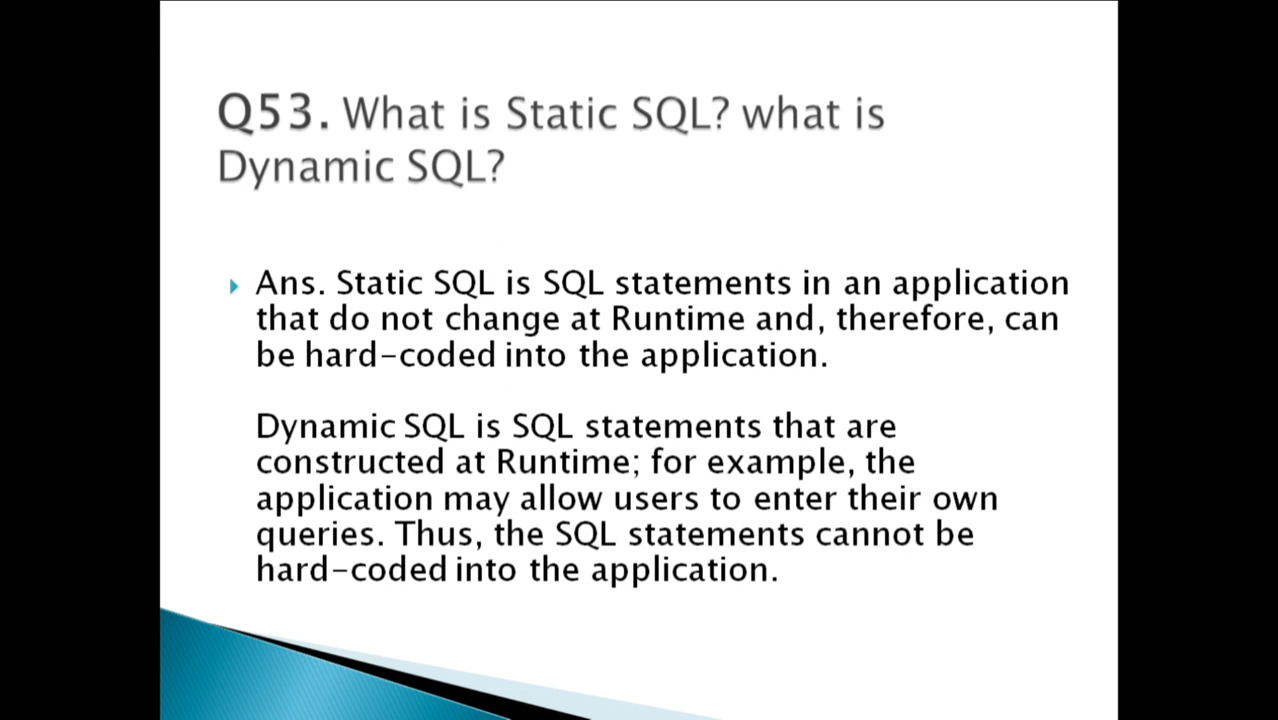 Q53. What is Static SQL? what is
Dynamic SQL?
Ans. Static SQL is SQL statements in an application
that do not change at Runtime and, therefore, can
be hard-coded into the application.
Dynamic SQL is SQL statements that are
constructed at Runtime; for example, the
application may allow users to enter their own
queries. Thus, the SQL statements cannot be
hard-coded into the application.